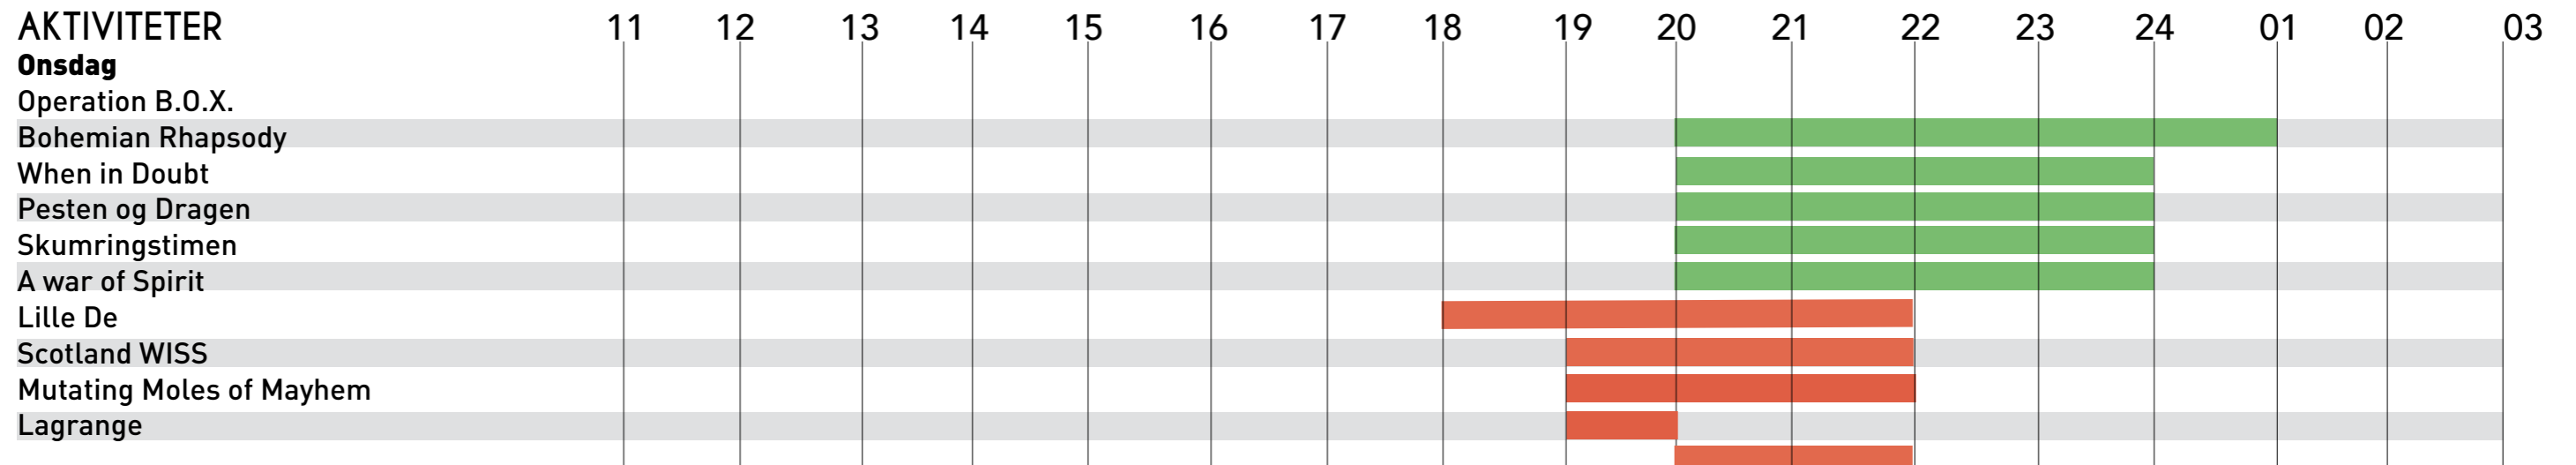 AKTIVITETER 11 12 13 14 15 16 17 18 19 20 21 22 23 24 01 02 03
Onsdag
Operation B.O.X.
Bohemian Rhapsody
When in Doubt
Pesten og Dragen
Skumringstimen
A war of Spirit
Lille De
Scotland WISS
Mutating Moles of Mayhem
Lagrange